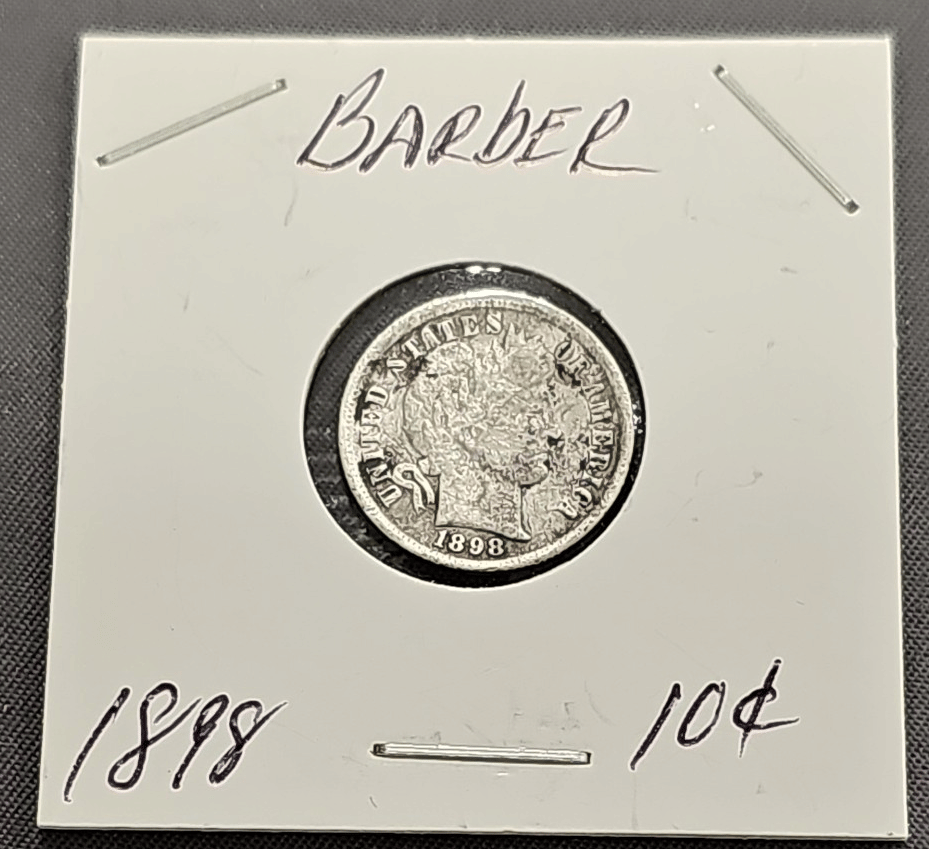 BARBER
UNITED STATES OF AMERICA
1898
1898
10¢